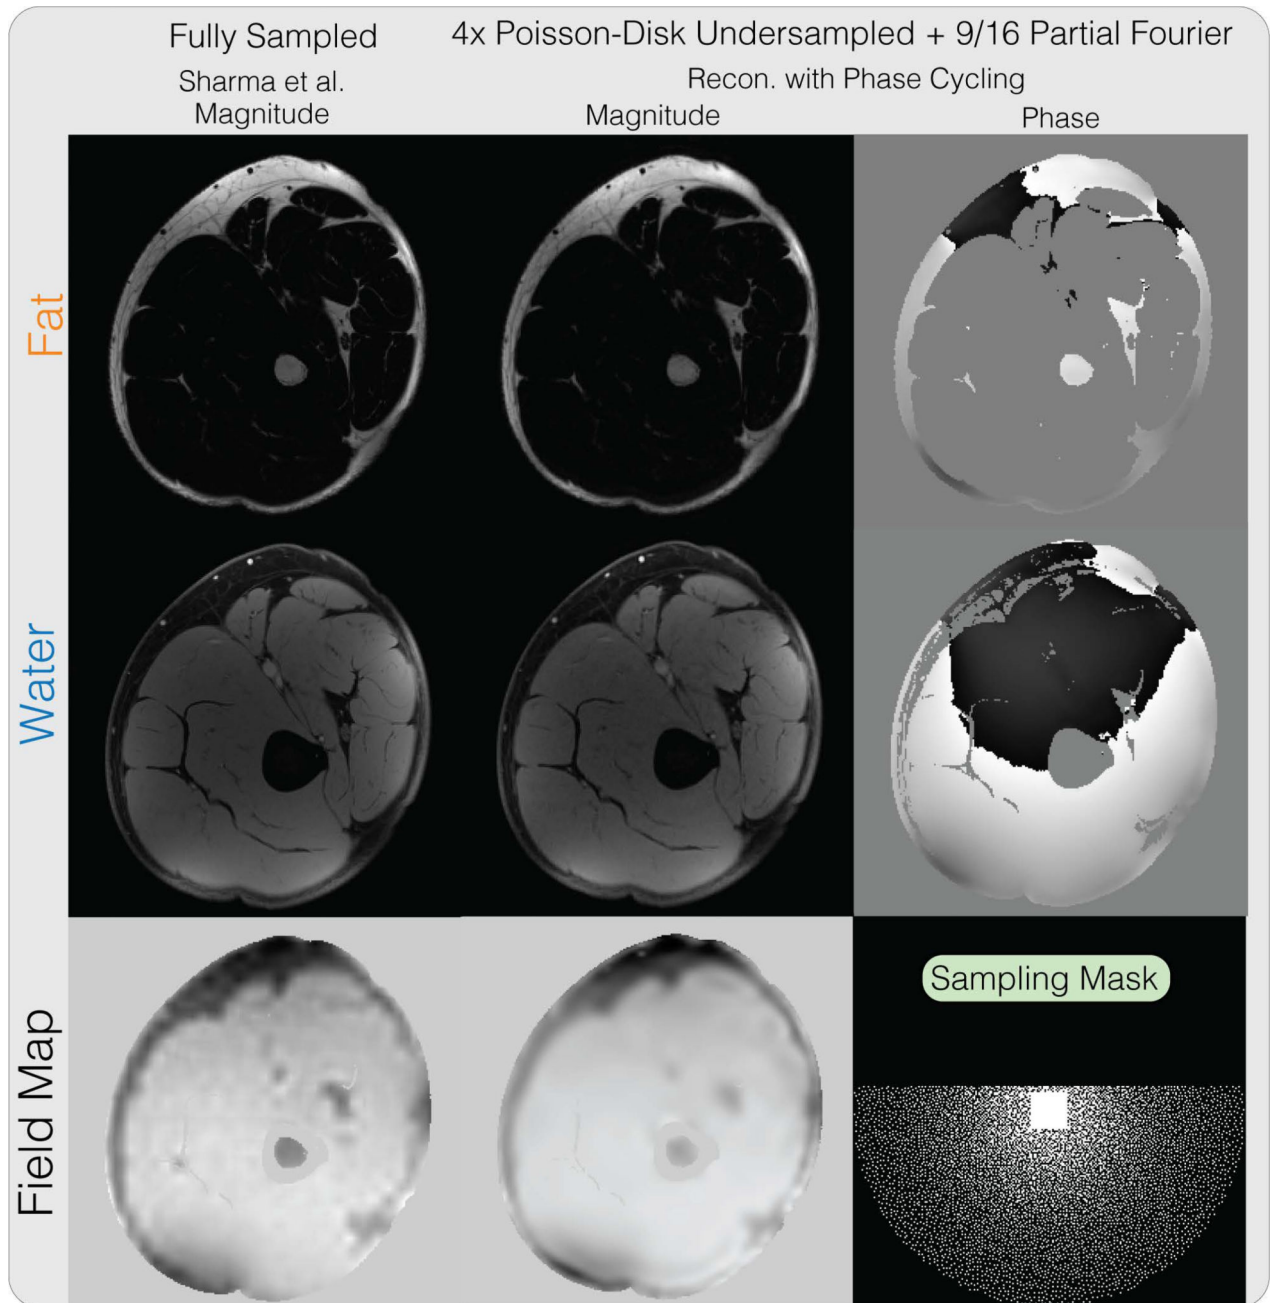 Fully Sampled
4x Poisson-Disk Undersampled + 9/16 Partial Fourier
Sharma et al.
Magnitude
Recon. with Phase Cycling
Magnitude
Phase
Fat
Water
Field Map
Sampling Mask